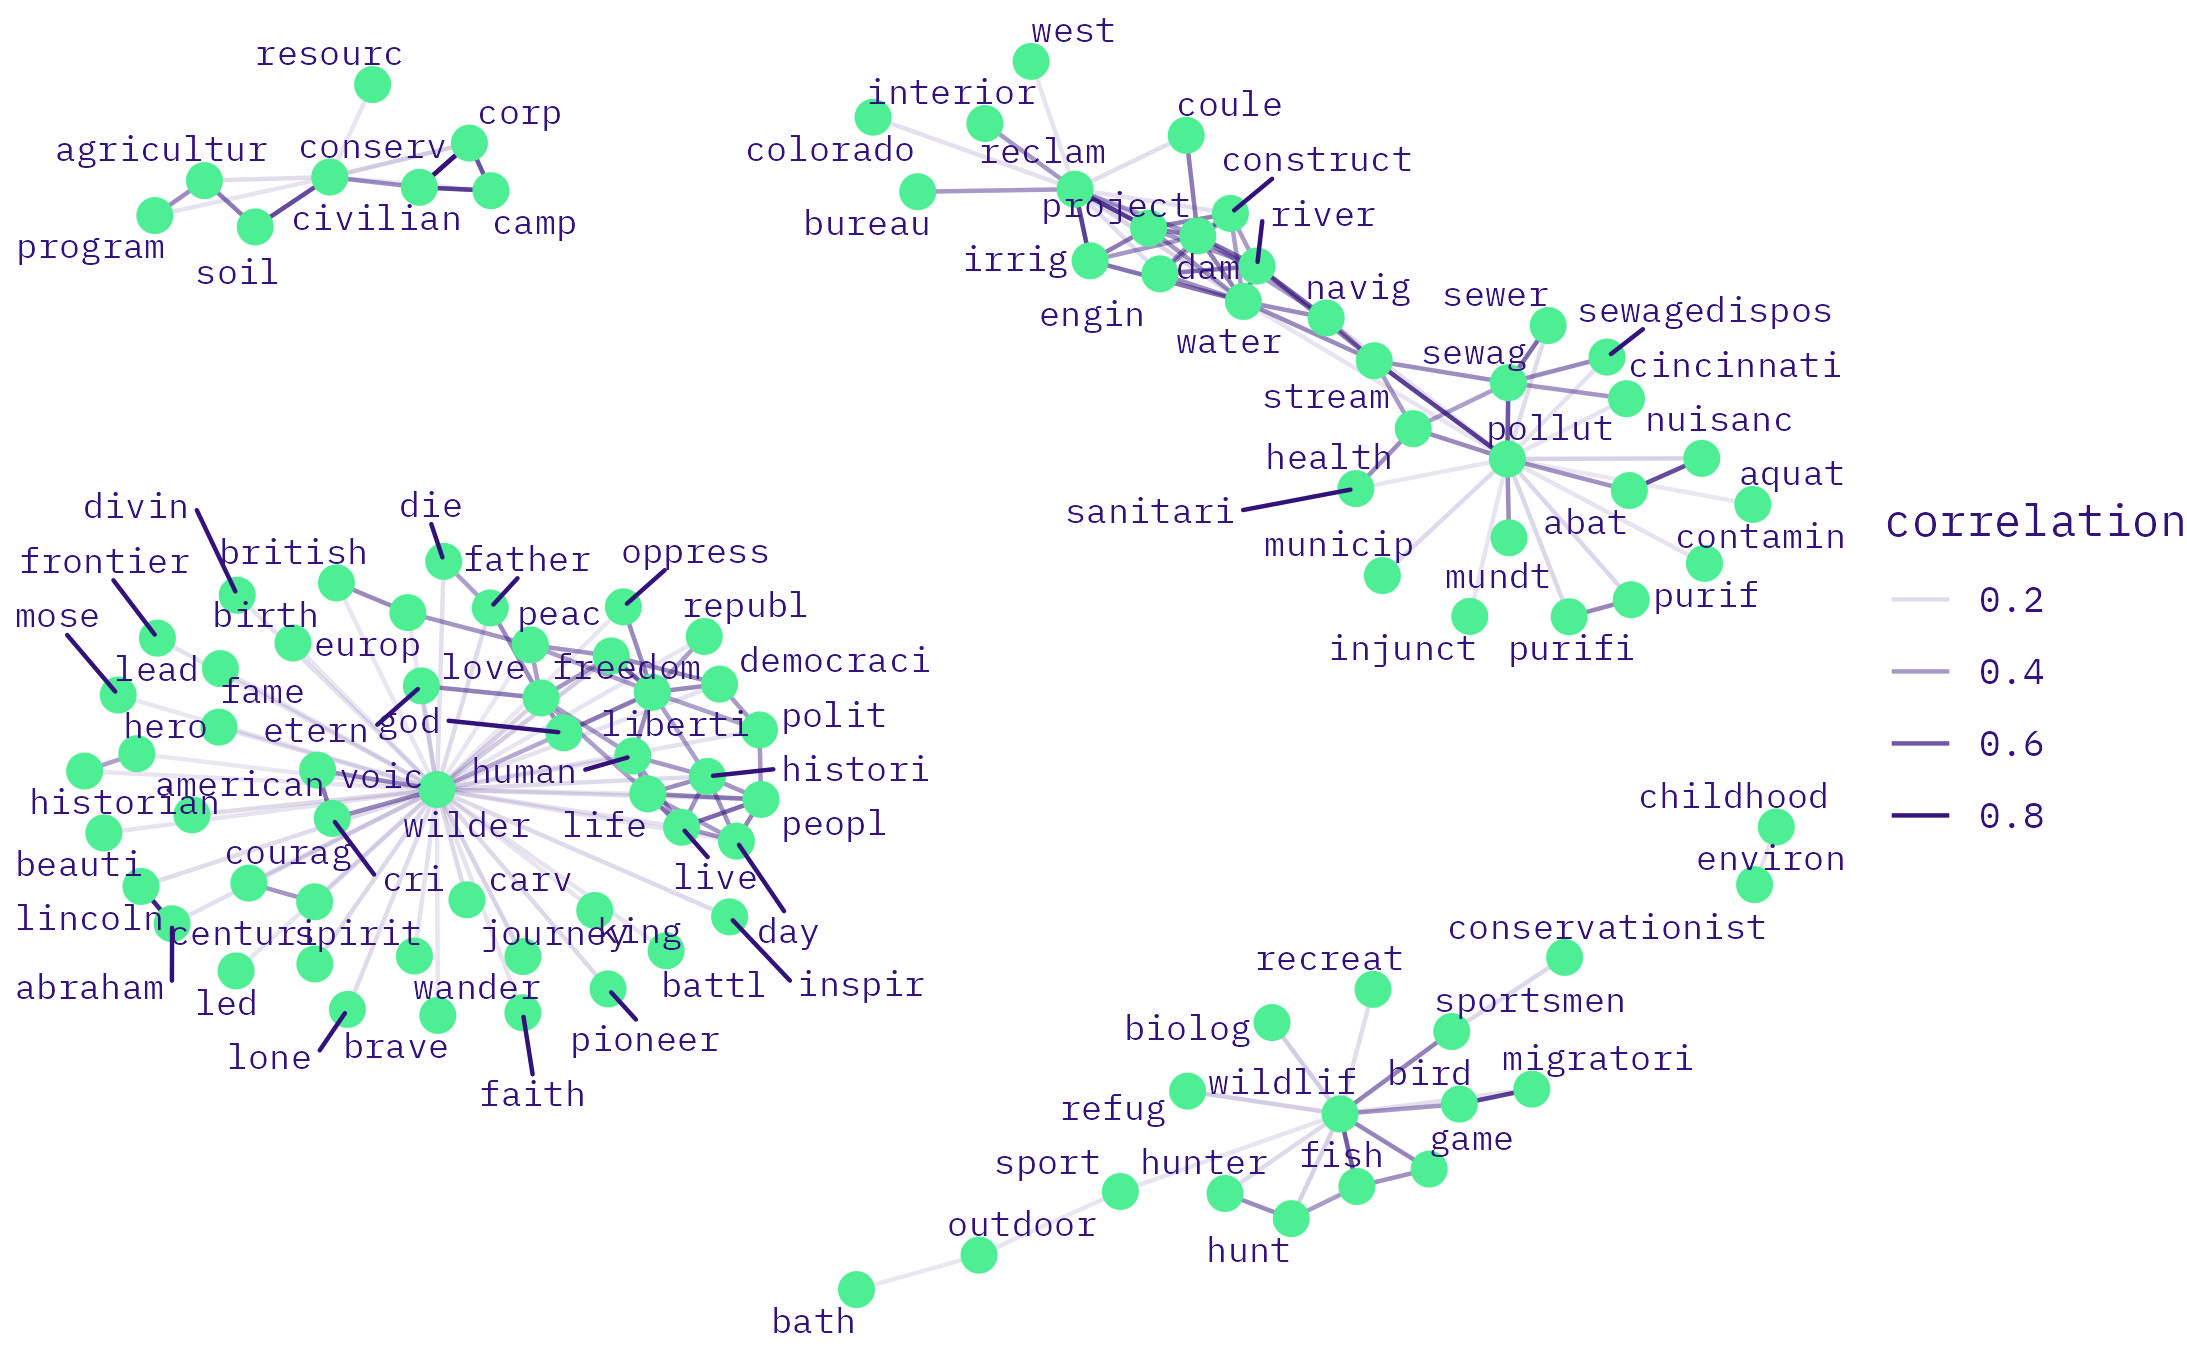 west
resourc
interior
corp
coule
agricultur
conserv
colorado
reclam
construct
project
river
civilian
camp
bureau
program
soil
irrig
dam
navig
sewer
engin
sewagedispos
water
sewag
cincinnati
stream
nuisanc
pollut
health
aquat
divin
die
sanitari
abat
correlation
contamin
frontier
british
father
oppress
municip
mundt
0.2
mose
birth
peac
republ
purif
europ
injunct
purifi
lead
love
freedom
democraci
0.4
fame
hero
etern
god
liberti
polit
0.6
american
voic
human
histori
historian
childhood
0.8
wilder
life
peopl
beauti
courag
environ
cri
carv
live
lincoln
centuri
spirit
journey
king
day
conservationist
abraham
led
wander
battl
inspir
recreat
sportsmen
lone
brave
pioneer
biolog
faith
wildlif
bird
migratori
refug
game
sport
hunter
fish
outdoor
hunt
bath